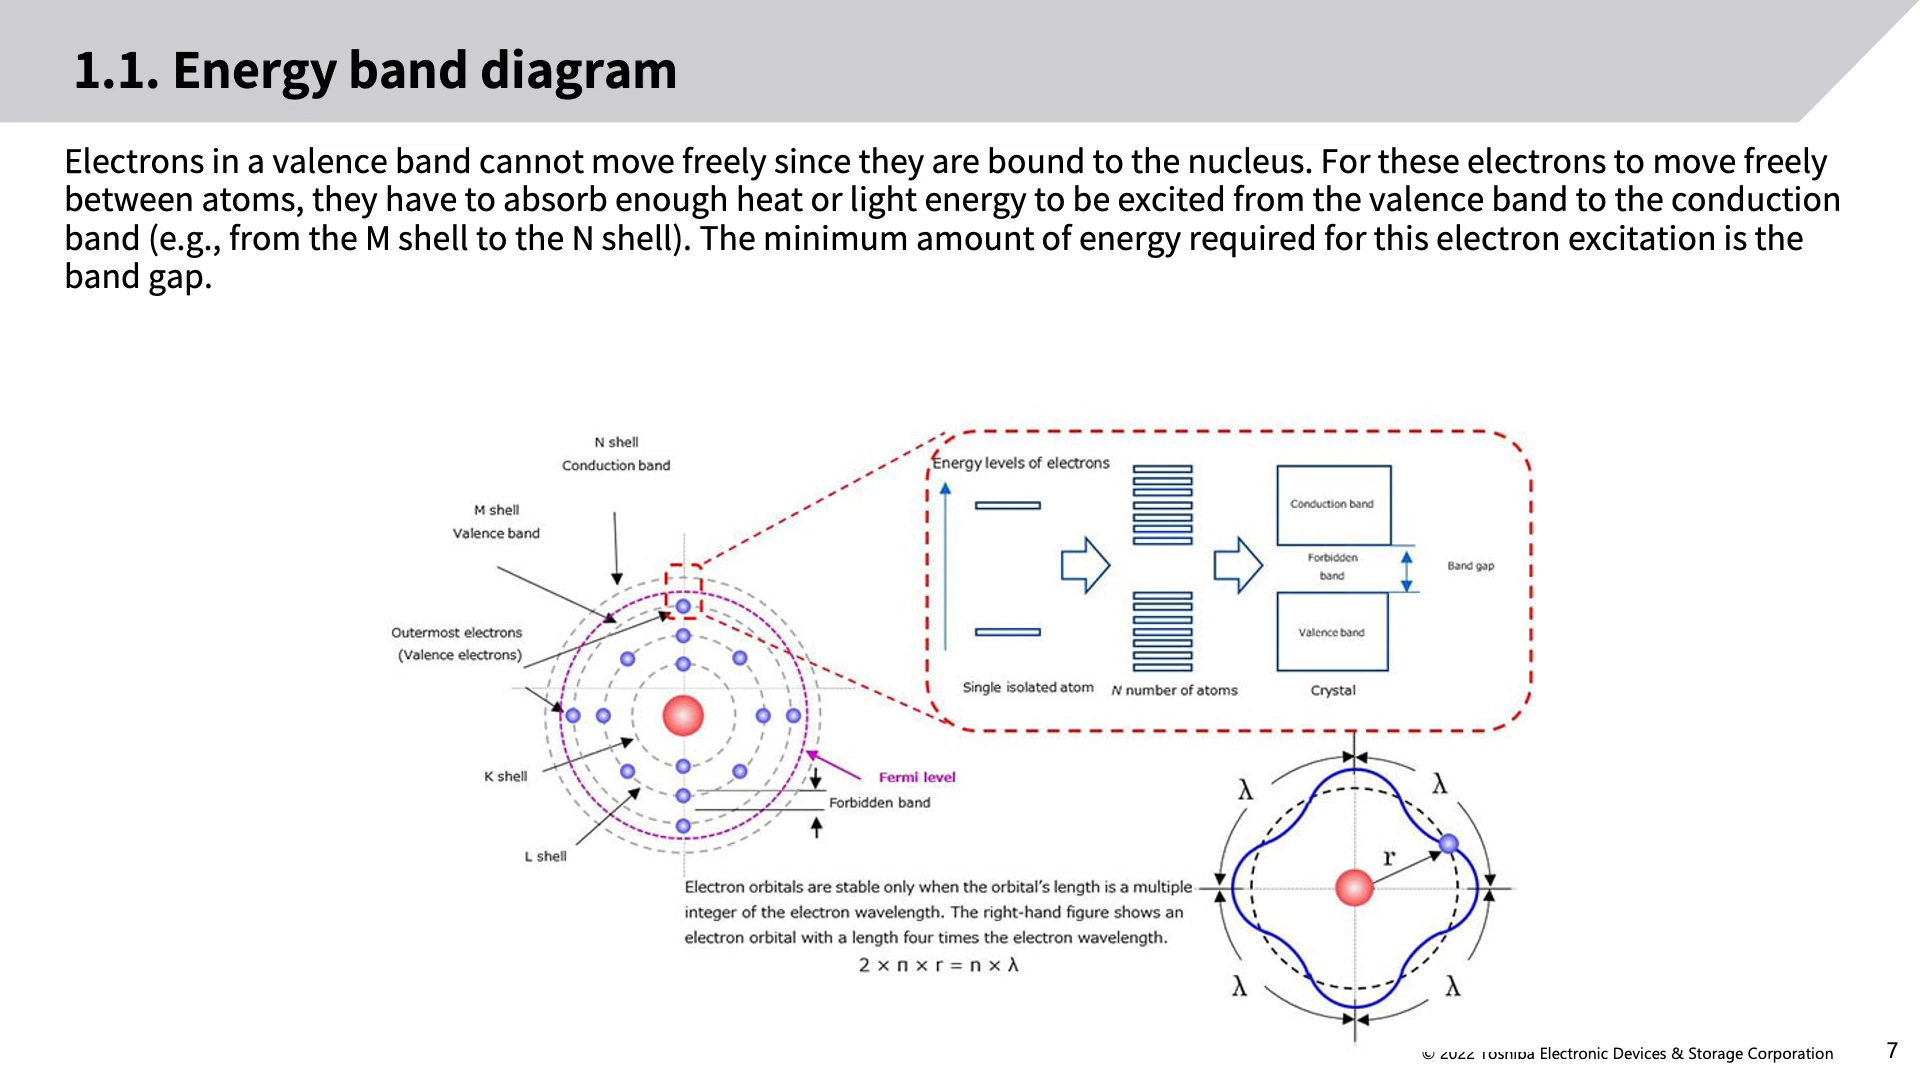 1.1. Energy band diagram
Electrons in a valence band cannot move freely since they are bound to the nucleus. For these electrons to move freely
between atoms, they have to absorb enough heat or light energy to be excited from the valence band to the conduction
band (e.g., from the M shell to the N shell). The minimum amount of energy required for this electron excitation is the
band gap.
N shell
Conduction band
M shell
Valence band
Outermost electrons
(Valence electrons)
K shell
L shell
Fermi level
Forbidden band
Energy levels of electrons
Single isolated atom
N number of atoms
Conduction band
Forbidden
band
Valence band
Crystal
Band gap
Electron orbitals are stable only when the orbital's length is a multiple
integer of the electron wavelength. The right-hand figure shows an
electron orbital with a length four times the electron wavelength.
2 × π × r = n × λ
λ
λ
r
λ
λ
© 2022 Toshiba Electronic Devices & Storage Corporation
7